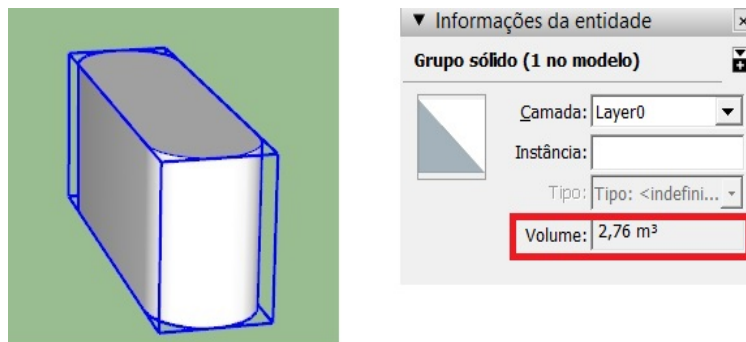 ▼ Informações da entidade
Grupo sólido (1 no modelo)
Camada: Layer0
Instância:
Tipo: Tipo: <indefini...
Volume: 2,76 m³